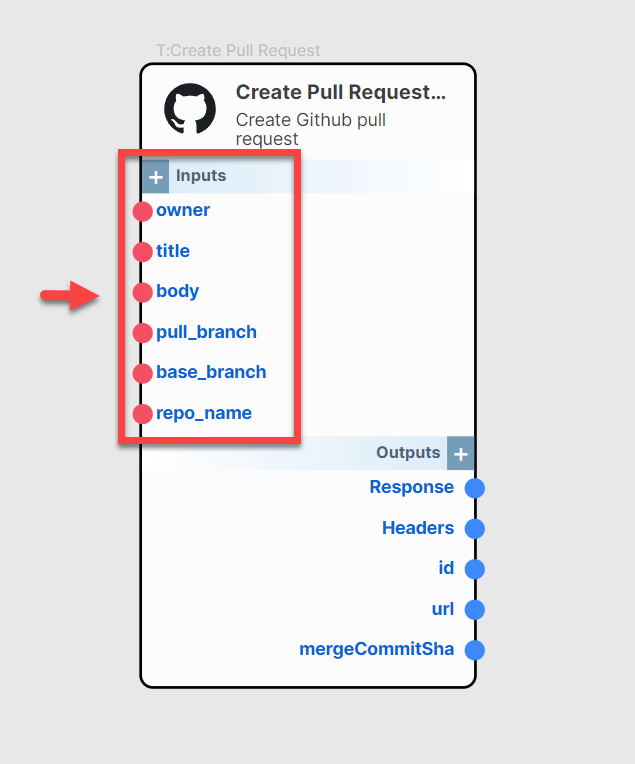 T:Create Pull Request
Create Pull Request...
Create Github pull
request
+ Inputs
owner
title
body
pull_branch
base_branch
repo_name
Outputs +
Response
Headers
id
url
mergeCommitSha